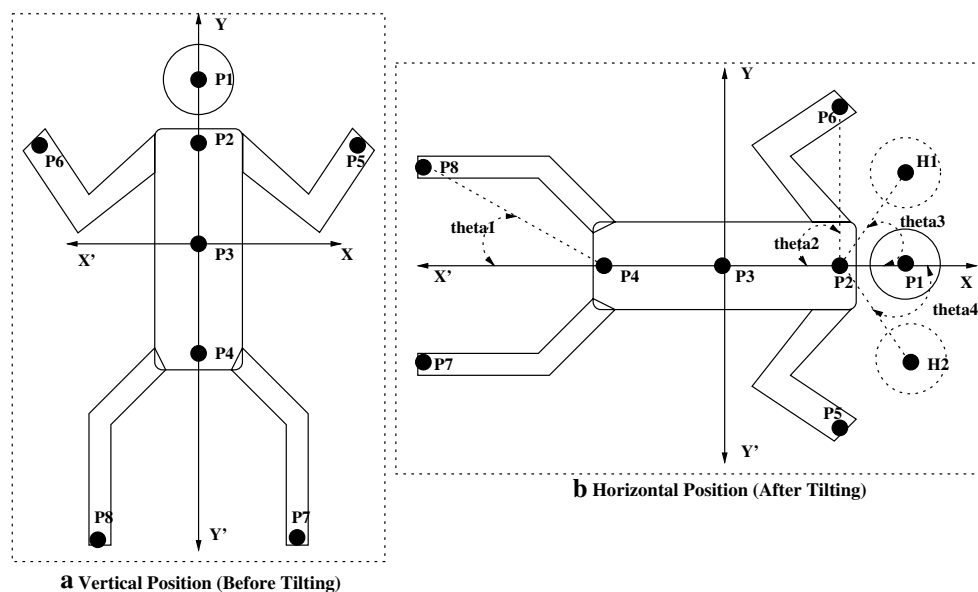 Y
P1
P2
P6
P5
P3
X'
X
P4
P8
P7
Y'
a Vertical Position (Before Tilting)
Y
P6
P8
H1
theta1
theta2
theta3
X'
P4
P3
P2
P1
X
theta4
P7
H2
P5
Y'
b Horizontal Position (After Tilting)